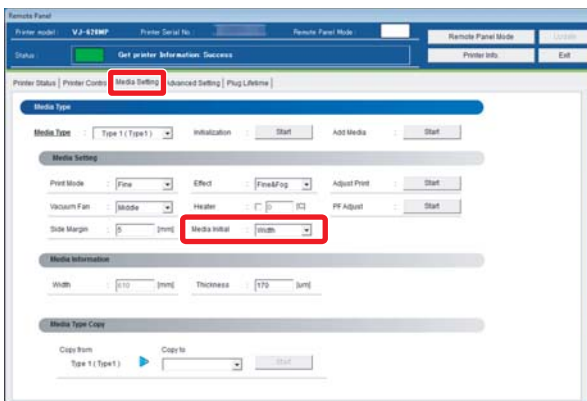 Remote Panel
Printer model : VJ-628MP Printer Serial No : Remote Panel Mode : Remote Panel Mode Update
Status : Get printer Information: Success Printer Info. Exit
Printer Status Printer Control Media Setting Advanced Setting Plug Lifetime
Media Type
Media Type : Type 1 ( Type1 ) Initialization : Start Add Media : Start
Media Setting
Print Mode : Fine Effect : Fine&Fog Adjust Print : Start
Vacuum Fan : Middle Heater : 0 [C] PF Adjust : Start
Side Margin : 5 [mm] Media Initial : Width
Media Information
Width : 610 [mm] Thickness : 170 [um]
Media Type Copy
Copy from Copy to
Type 1 ( Type1 ) Start